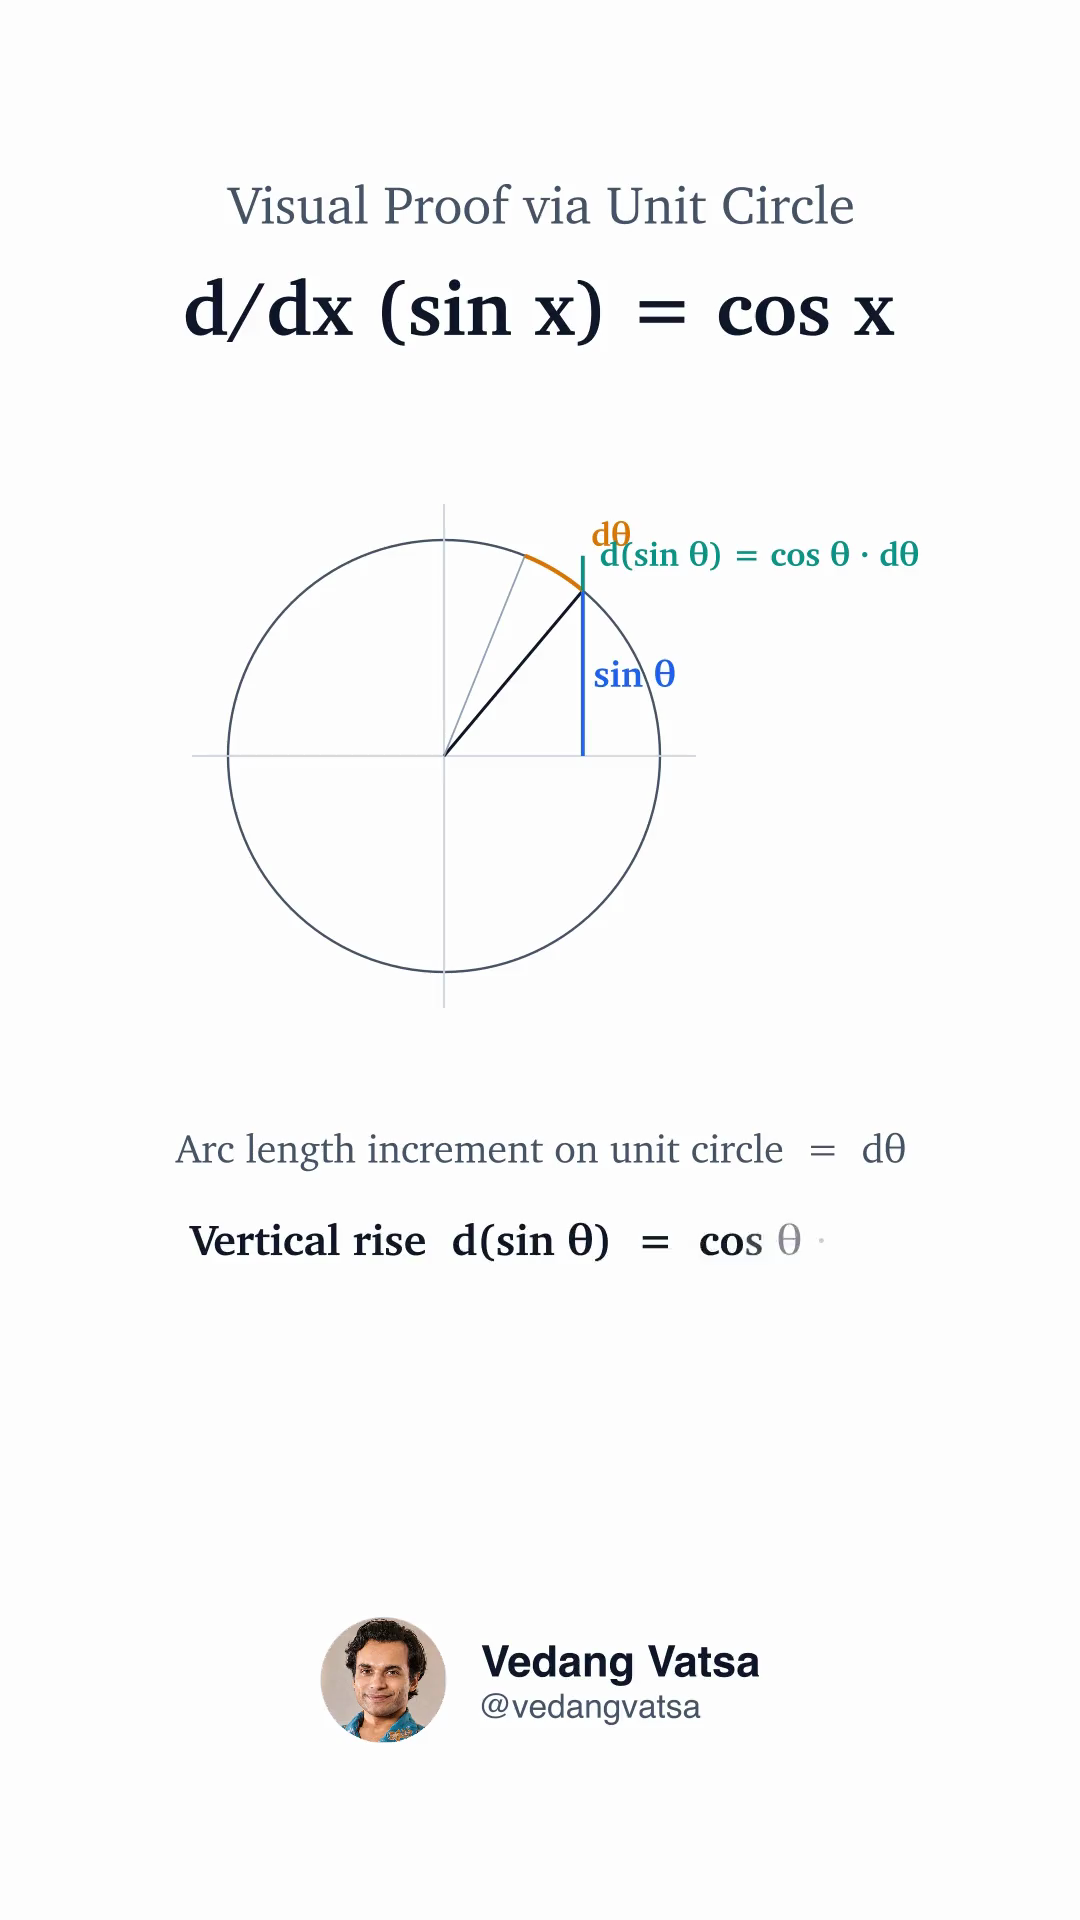 Visual Proof via Unit Circle
d/dx (sin x) = cos x
dθ
d(sin θ) = cos θ · dθ
sin θ
Arc length increment on unit circle = dθ
Vertical rise d(sin θ) = cos θ ·
Vedang Vatsa
@vedangvatsa